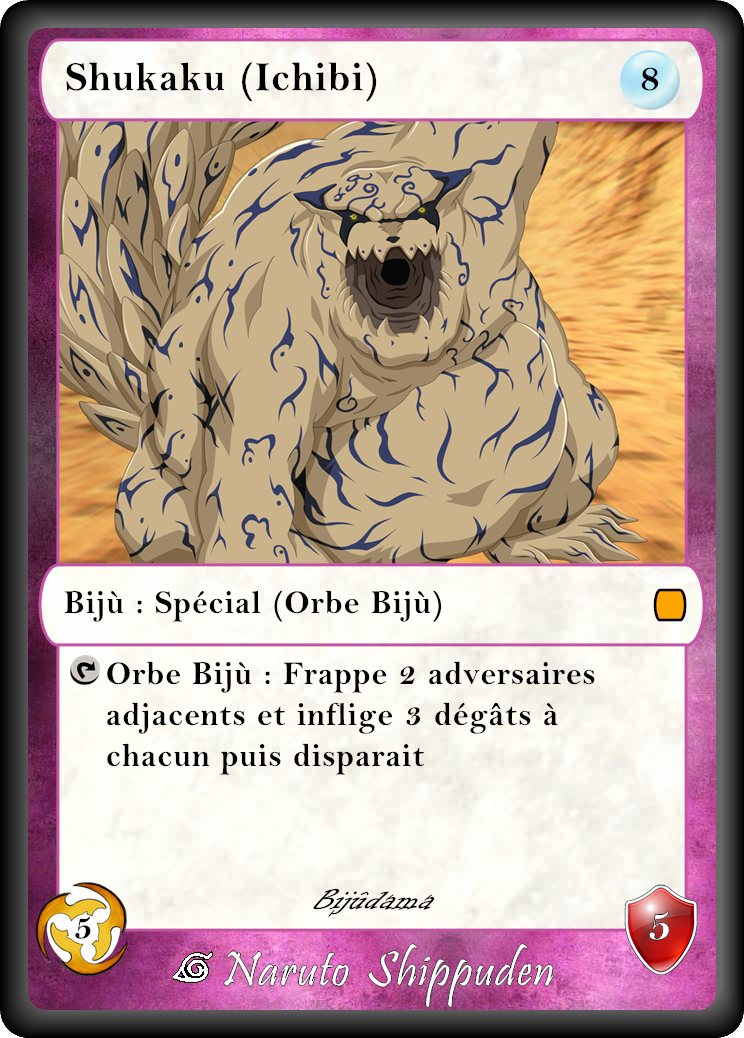 Shukaku (Ichibi)
8
Bijù : Spécial (Orbe Bijù)
Orbe Bijù : Frappe 2 adversaires
adjacents et inflige 3 dégâts à
chacun puis disparait
Bijûdama
5
5
Naruto Shippuden